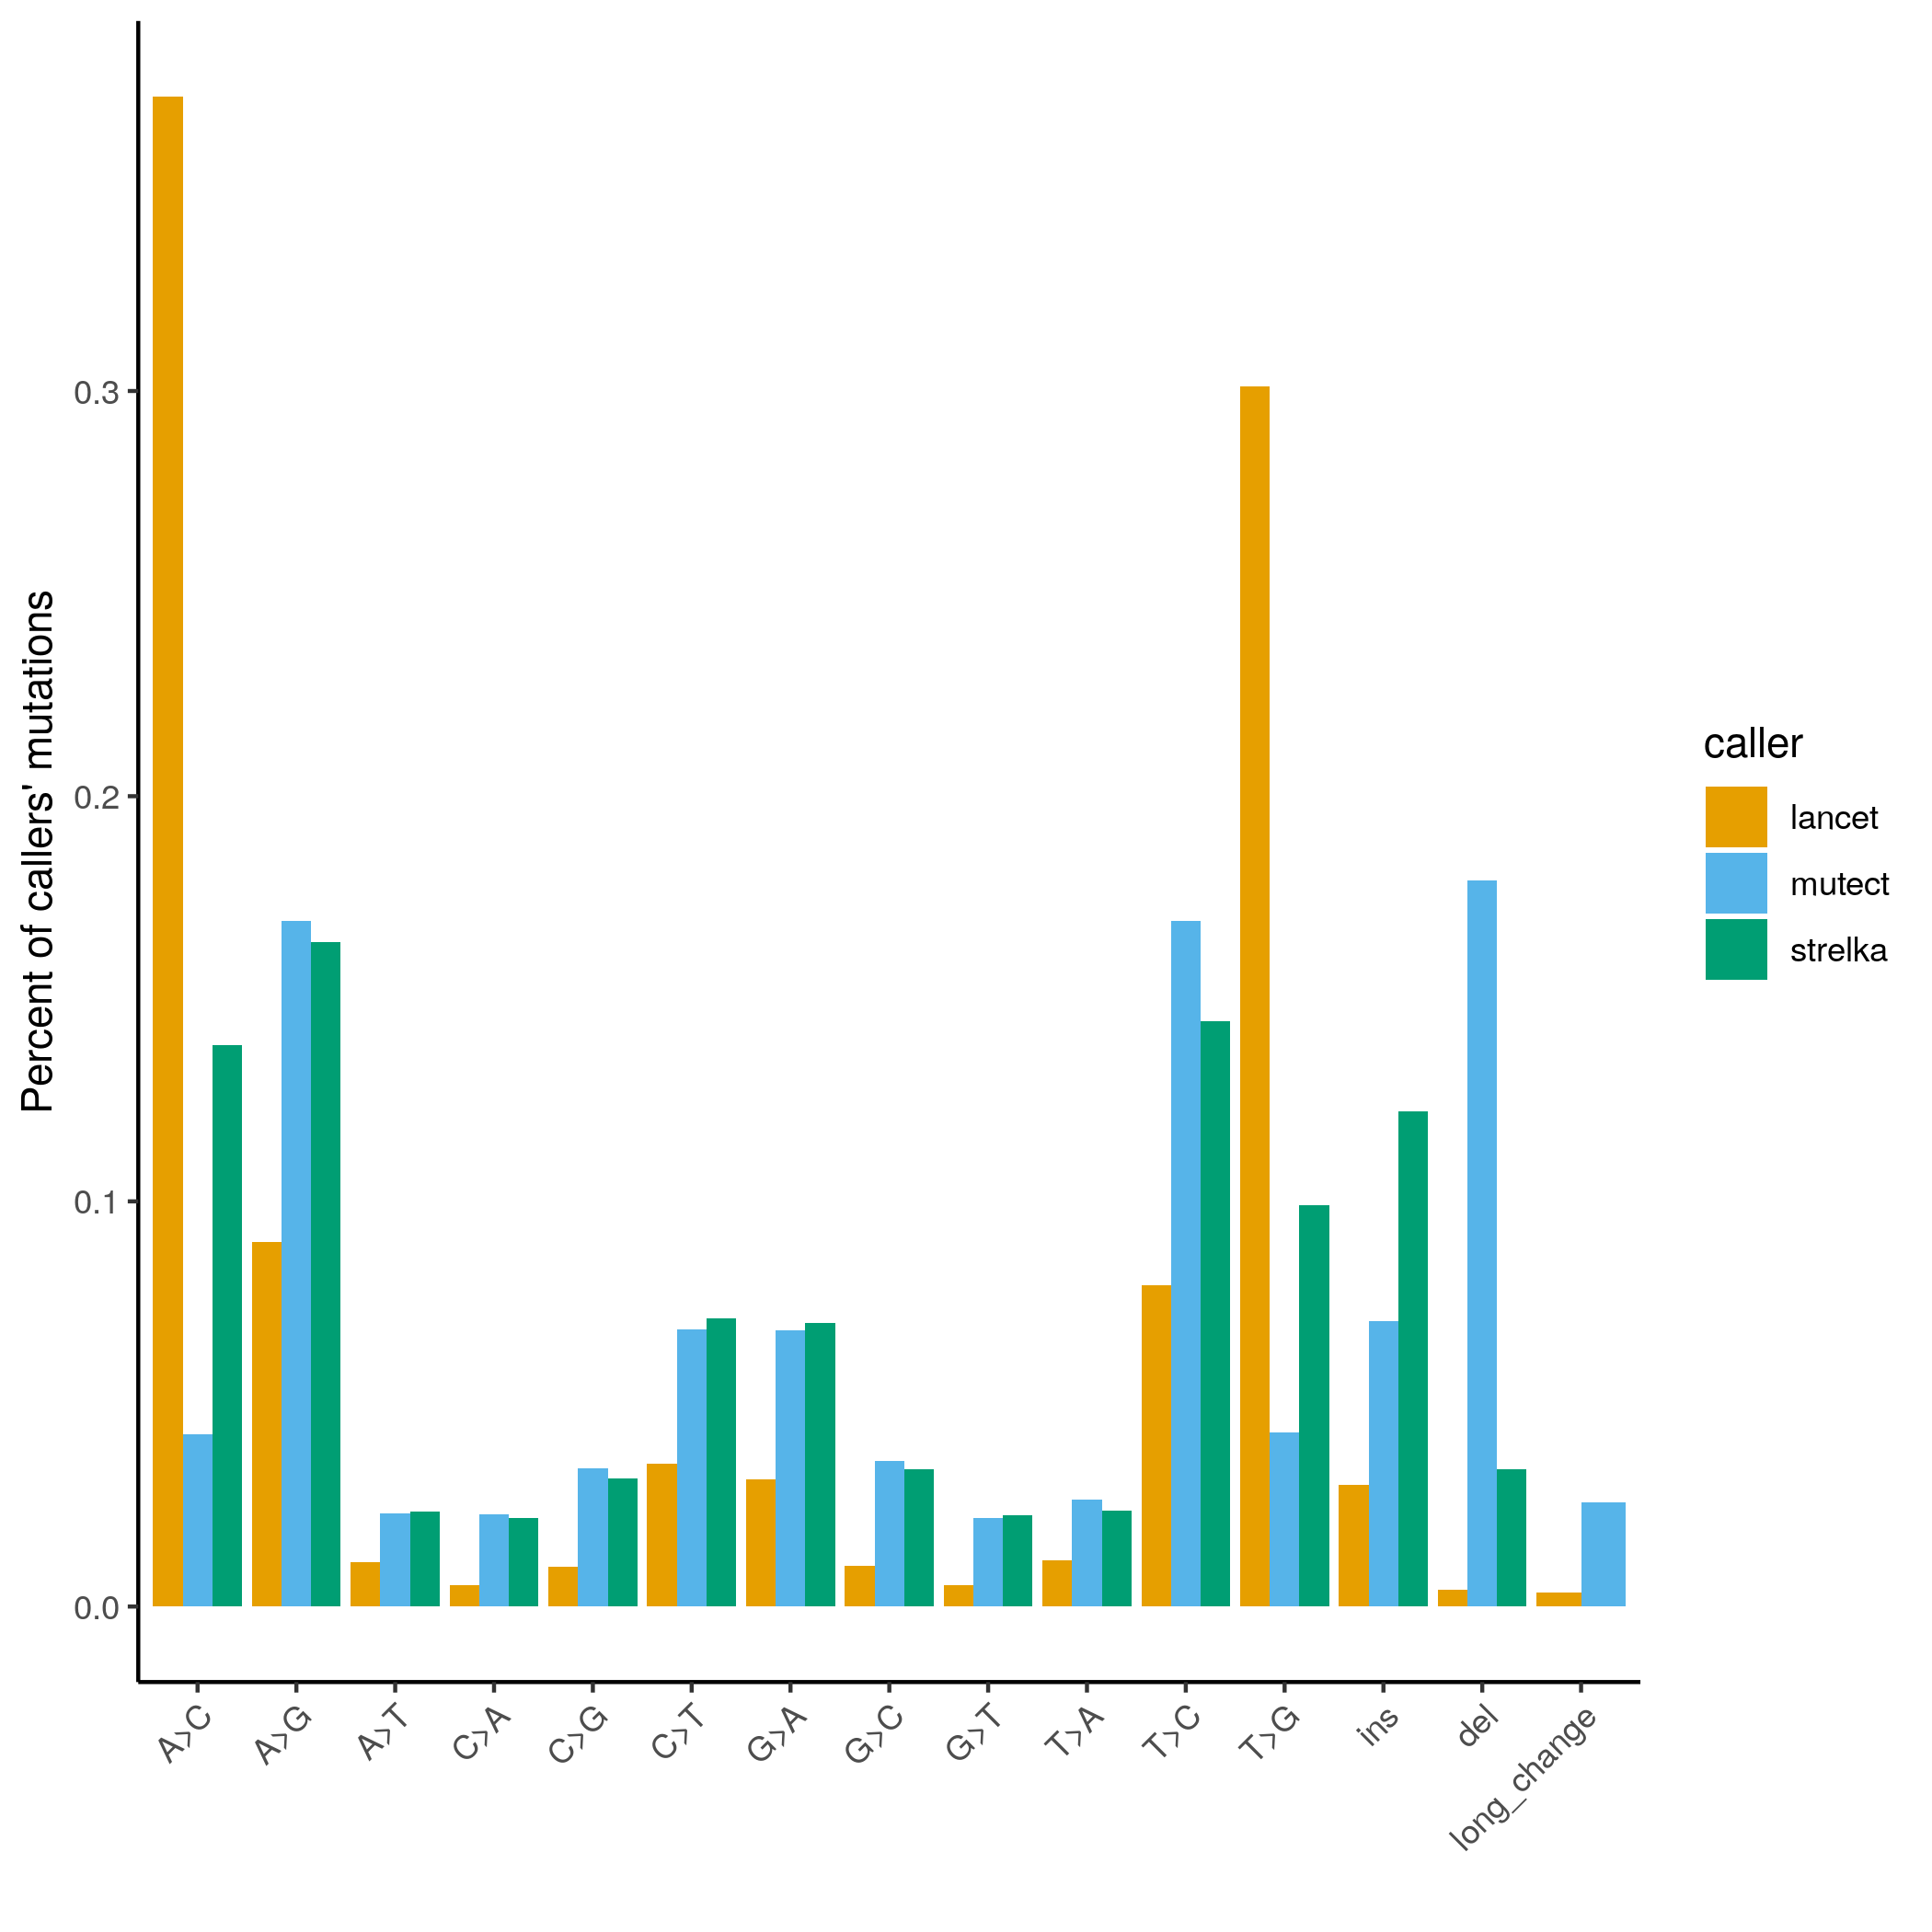 Percent of callers' mutations
0.3
0.2
0.1
0.0
A>C
A>G
A>T
C>A
C>G
C>T
G>A
G>C
G>T
T>A
T>C
T>G
ins
del
long_change
caller
lancet
mutect
strelka